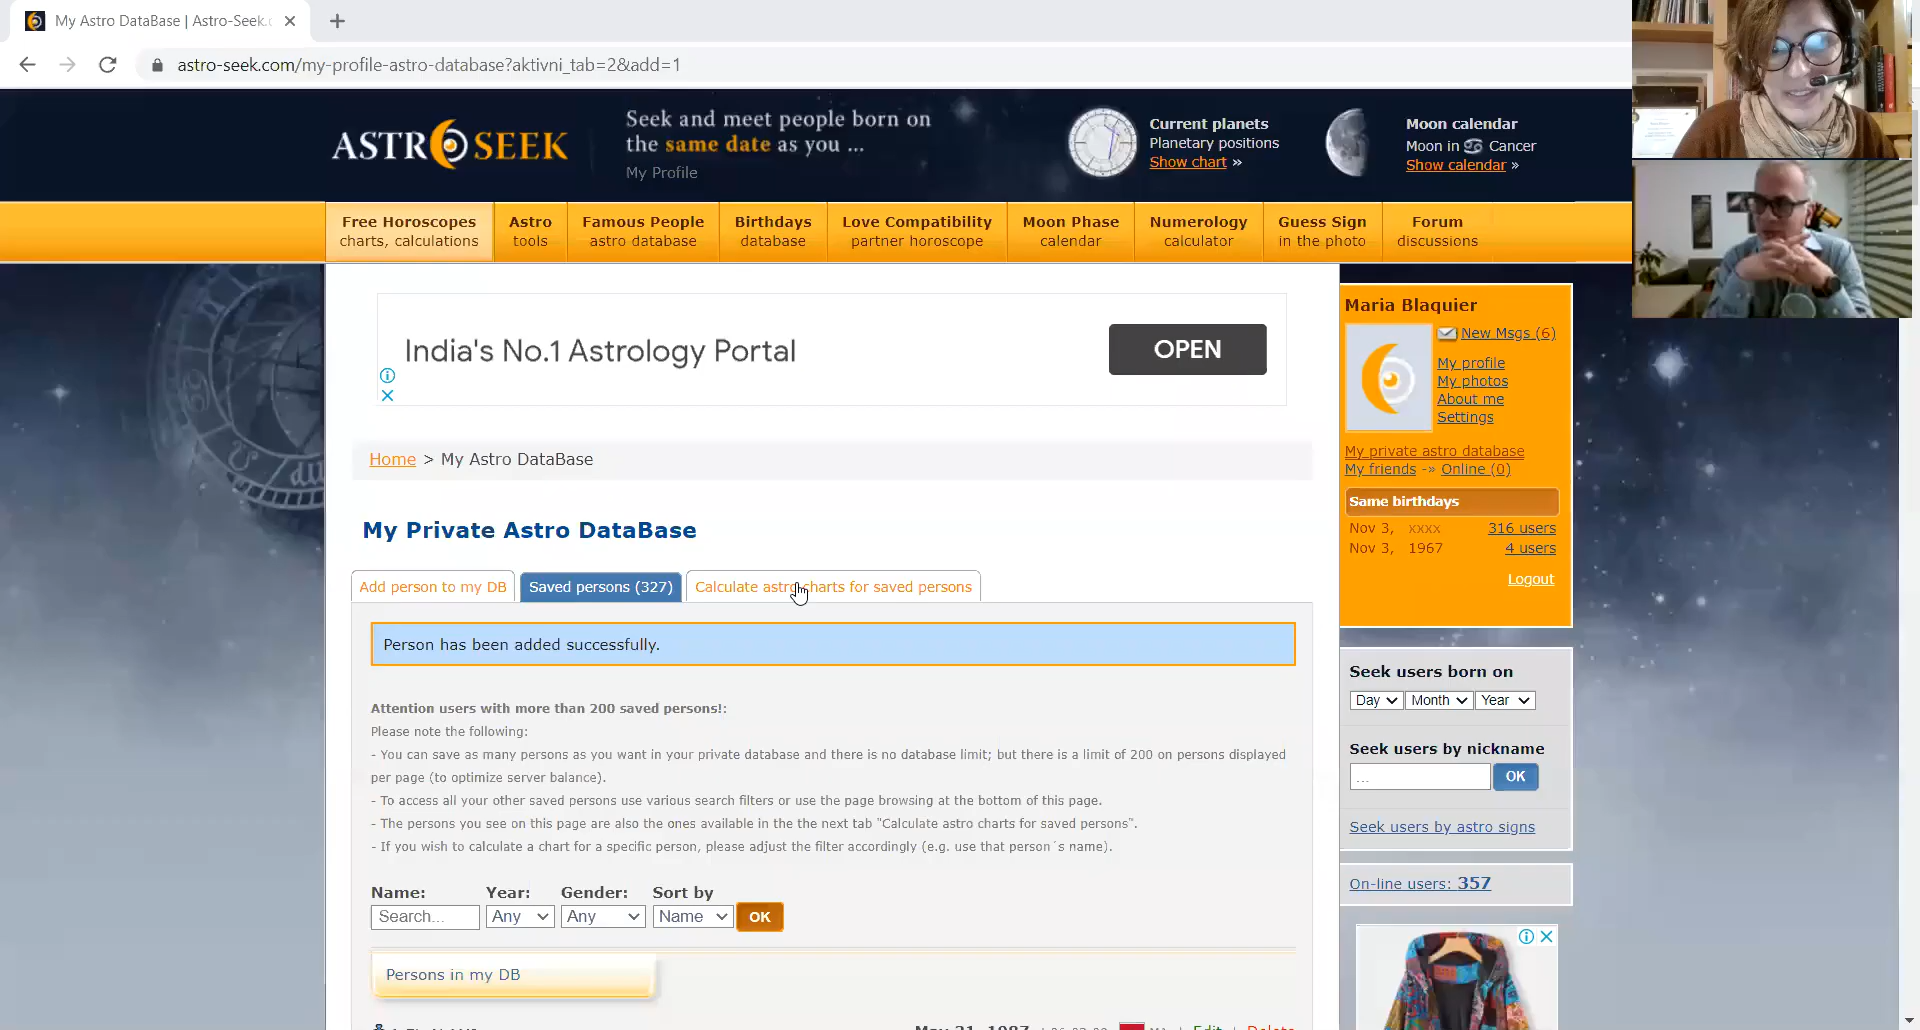 My Astro DataBase | Astro-Seek.c
astro-seek.com/my-profile-astro-database?aktivni_tab=2&add=1
ASTRO SEEK
Seek and meet people born on
the same date as you ...
My Profile
Current planets
Planetary positions
Show chart »
Moon calendar
Moon in ♋ Cancer
Show calendar »
Free Horoscopes
charts, calculations
Astro
tools
Famous People
astro database
Birthdays
database
Love Compatibility
partner horoscope
Moon Phase
calendar
Numerology
calculator
Guess Sign
in the photo
Forum
discussions
India's No.1 Astrology Portal
OPEN
Home > My Astro DataBase
My Private Astro DataBase
Add person to my DB
Saved persons (327)
Calculate astro charts for saved persons
Person has been added successfully.
Attention users with more than 200 saved persons!:
Please note the following:
- You can save as many persons as you want in your private database and there is no database limit; but there is a limit of 200 on persons displayed
per page (to optimize server balance).
- To access all your other saved persons use various search filters or use the page browsing at the bottom of this page.
- The persons you see on this page are also the ones available in the the next tab "Calculate astro charts for saved persons".
- If you wish to calculate a chart for a specific person, please adjust the filter accordingly (e.g. use that person´s name).
Name: Year: Gender: Sort by
Search... Any Any Name OK
Persons in my DB
Maria Blaquier
New Msgs (6)
My profile
My photos
About me
Settings
My private astro database
My friends -» Online (0)
Same birthdays
Nov 3, xxxx 316 users
Nov 3, 1967 4 users
Logout
Seek users born on
Day Month Year
Seek users by nickname
... OK
Seek users by astro signs
On-line users: 357